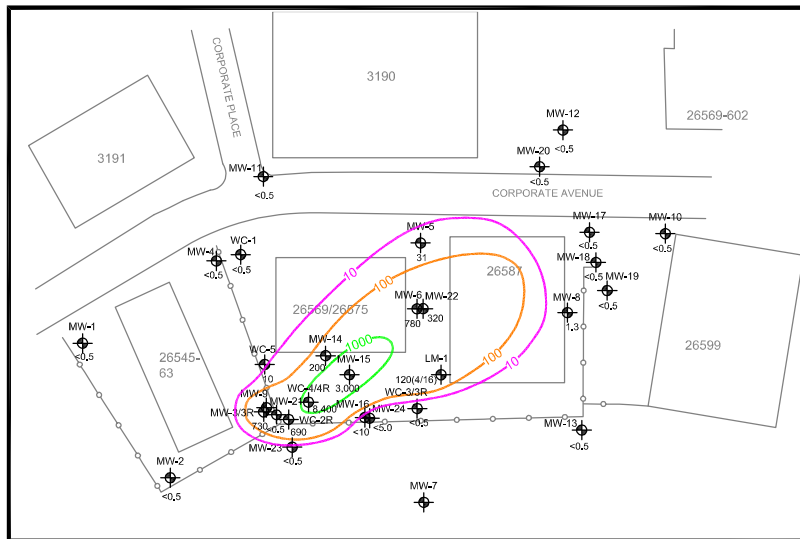 3190
MW-12
<0.5
26569-602
CORPORATE PLACE
3191
MW-20
<0.5
MW-11
<0.5
CORPORATE AVENUE
MW-5
31
MW-17
<0.5
MW-10
<0.5
WC-1
<0.5
MW-4
<0.5
10
100
26587
MW-18
<0.5
MW-19
<0.5
MW-6
780
MW-22
320
26569/26575
MW-8
1.3
MW-1
<0.5
26545-
63
1000
26599
MW-14
200
WC-5
10
MW-15
3,000
LM-1
120(4/16)
100
10
WC-4/4R
18,400
WC-3/3R
<0.5
MW-9
MW-3/3R
730
MW-21
<0.5
WC-2R
690
MW-16
<10
MW-24
<5.0
MW-13
<0.5
MW-23
<0.5
MW-2
<0.5
MW-7